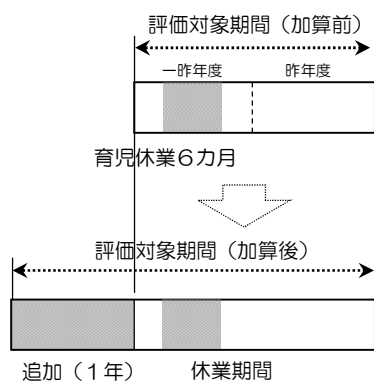 評価対象期間（加算前）
一昨年度　昨年度
育児休業６カ月
評価対象期間（加算後）
追加（１年）　休業期間